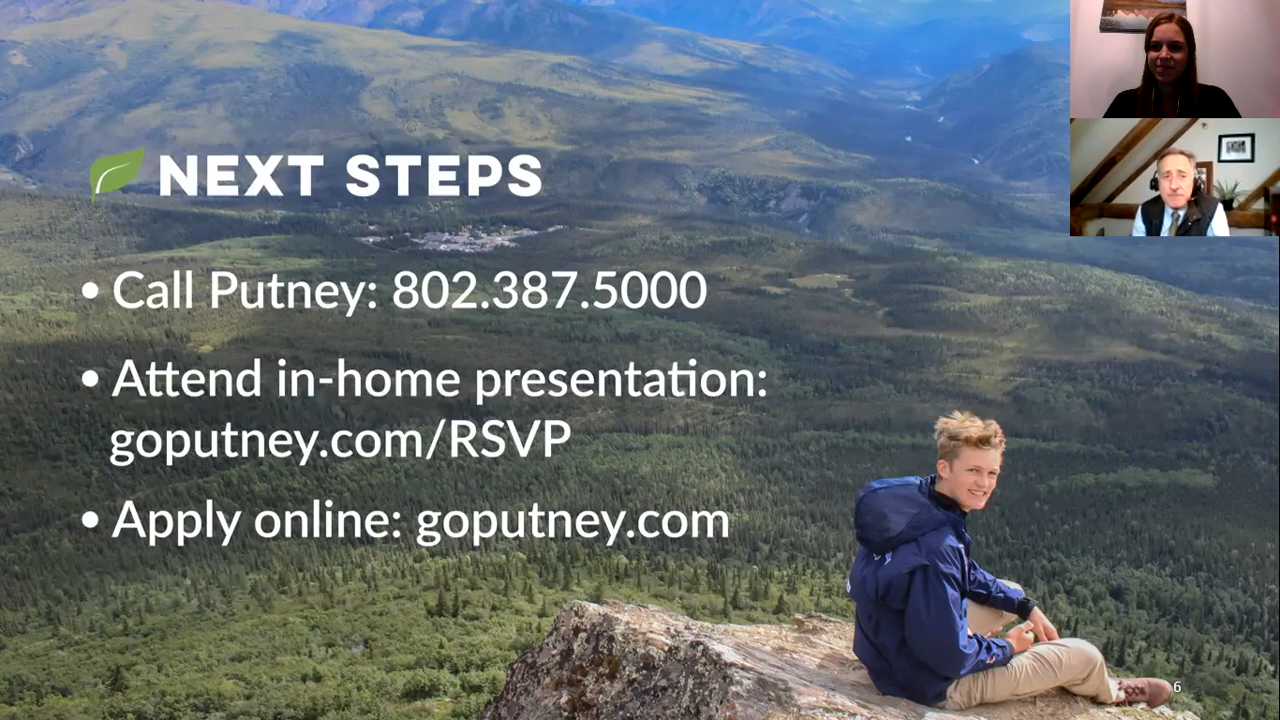 NEXT STEPS
• Call Putney: 802.387.5000
• Attend in-home presentation:
goputney.com/RSVP
• Apply online: goputney.com
6